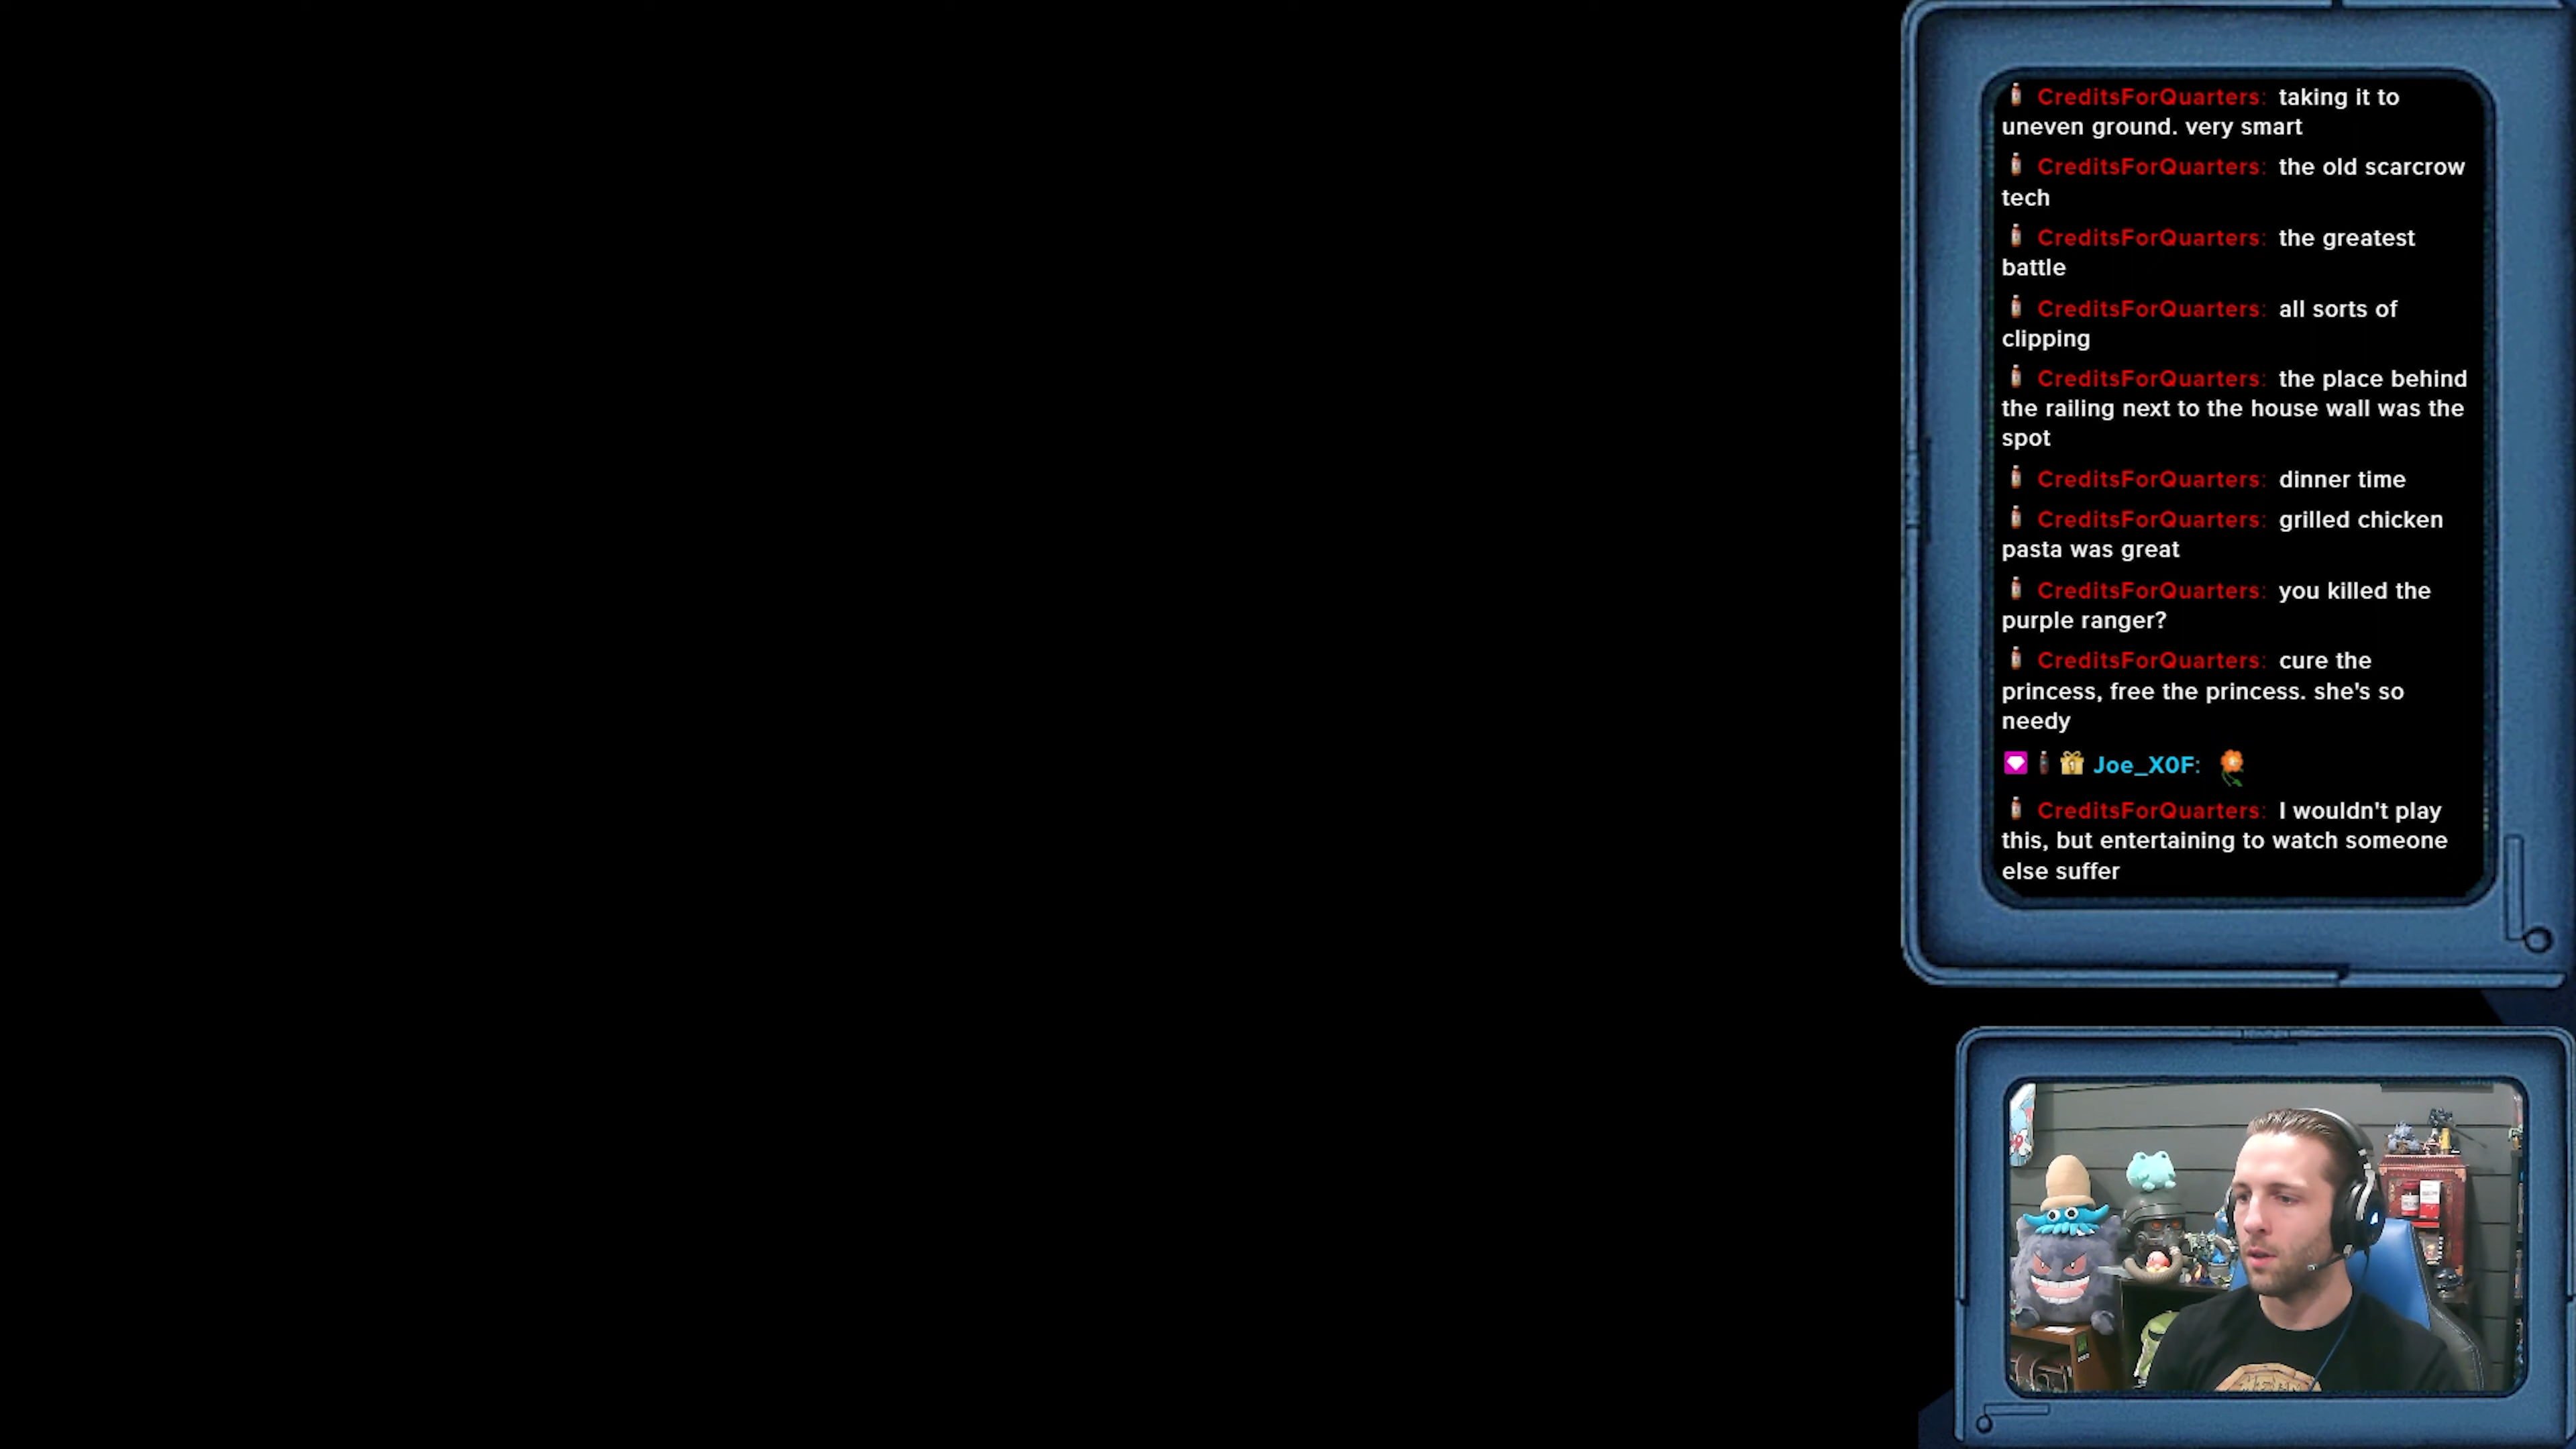 CreditsForQuarters: taking it to
uneven ground. very smart
CreditsForQuarters: the old scarcrow
tech
CreditsForQuarters: the greatest
battle
CreditsForQuarters: all sorts of
clipping
CreditsForQuarters: the place behind
the railing next to the house wall was the
spot
CreditsForQuarters: dinner time
CreditsForQuarters: grilled chicken
pasta was great
CreditsForQuarters: you killed the
purple ranger?
CreditsForQuarters: cure the
princess, free the princess. she's so
needy
Joe_X0F:
CreditsForQuarters: I wouldn't play
this, but entertaining to watch someone
else suffer